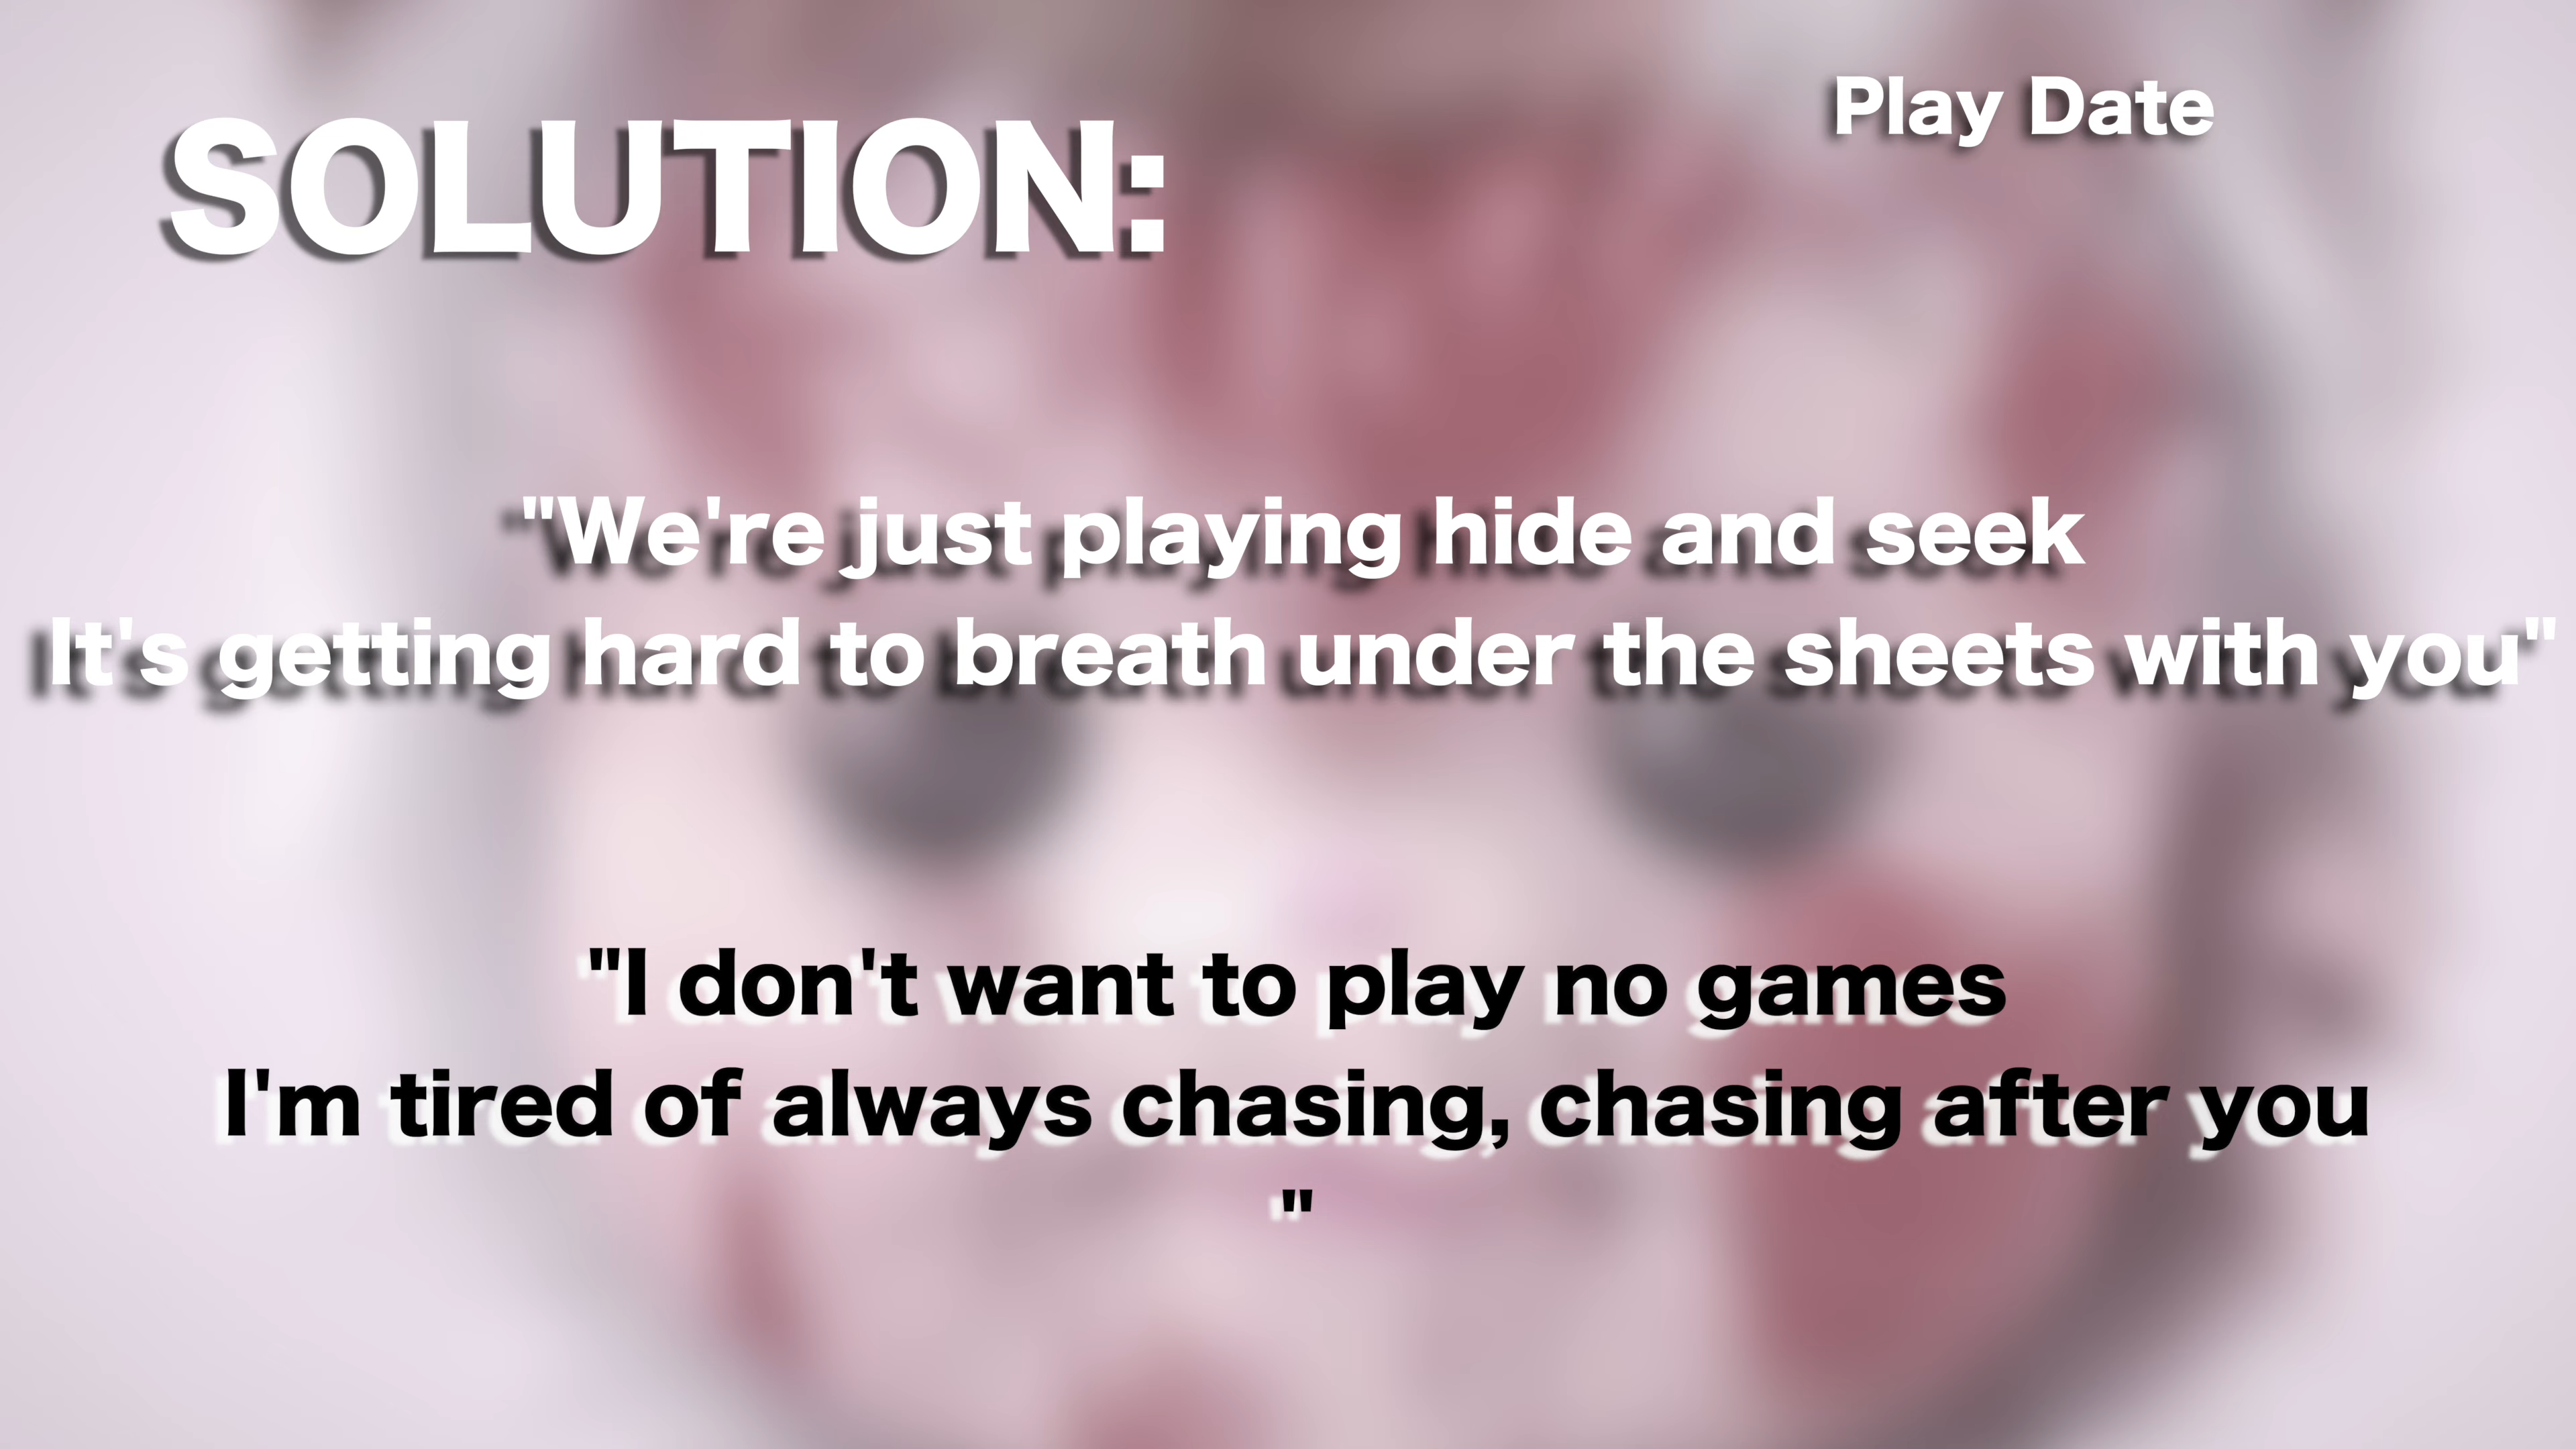 Play Date
SOLUTION:
"We're just playing hide and seek
It's getting hard to breath under the sheets with you"
"I don't want to play no games
I'm tired of always chasing, chasing after you
"